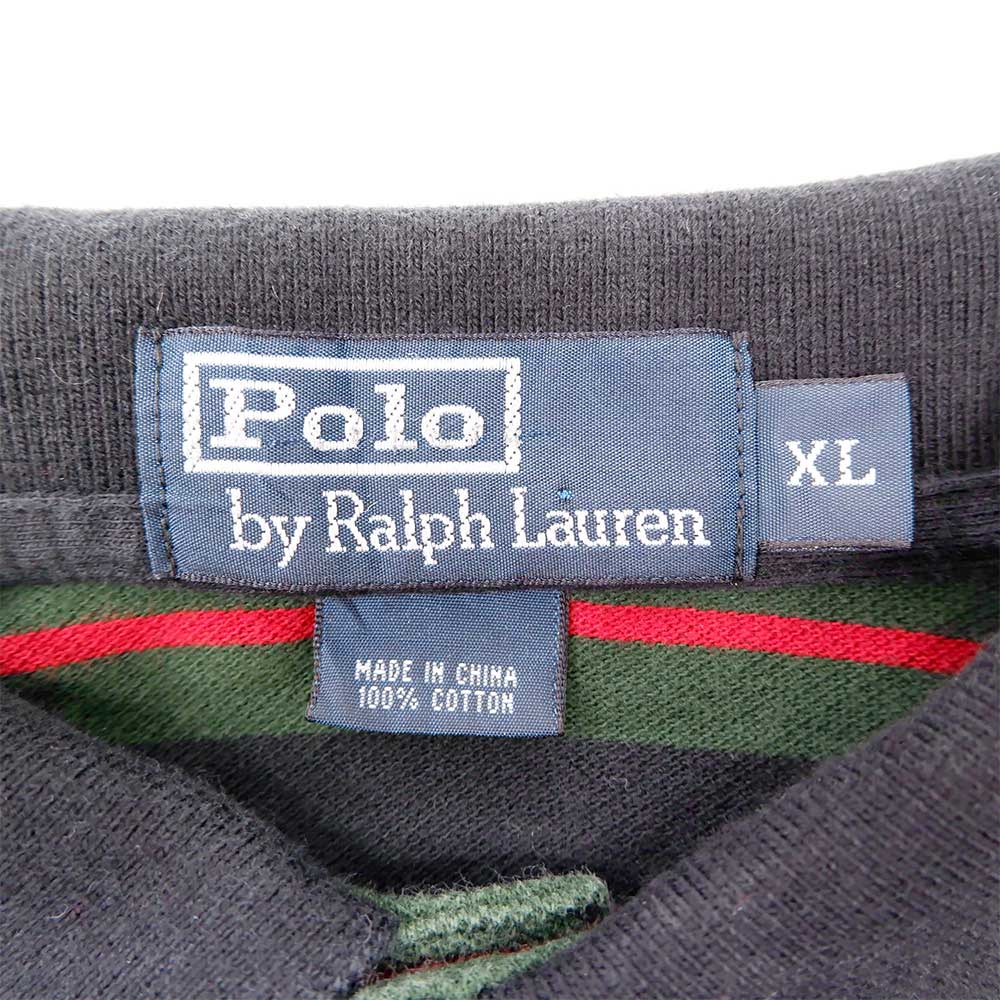 Polo
by Ralph Lauren
XL
MADE IN CHINA
100% COTTON